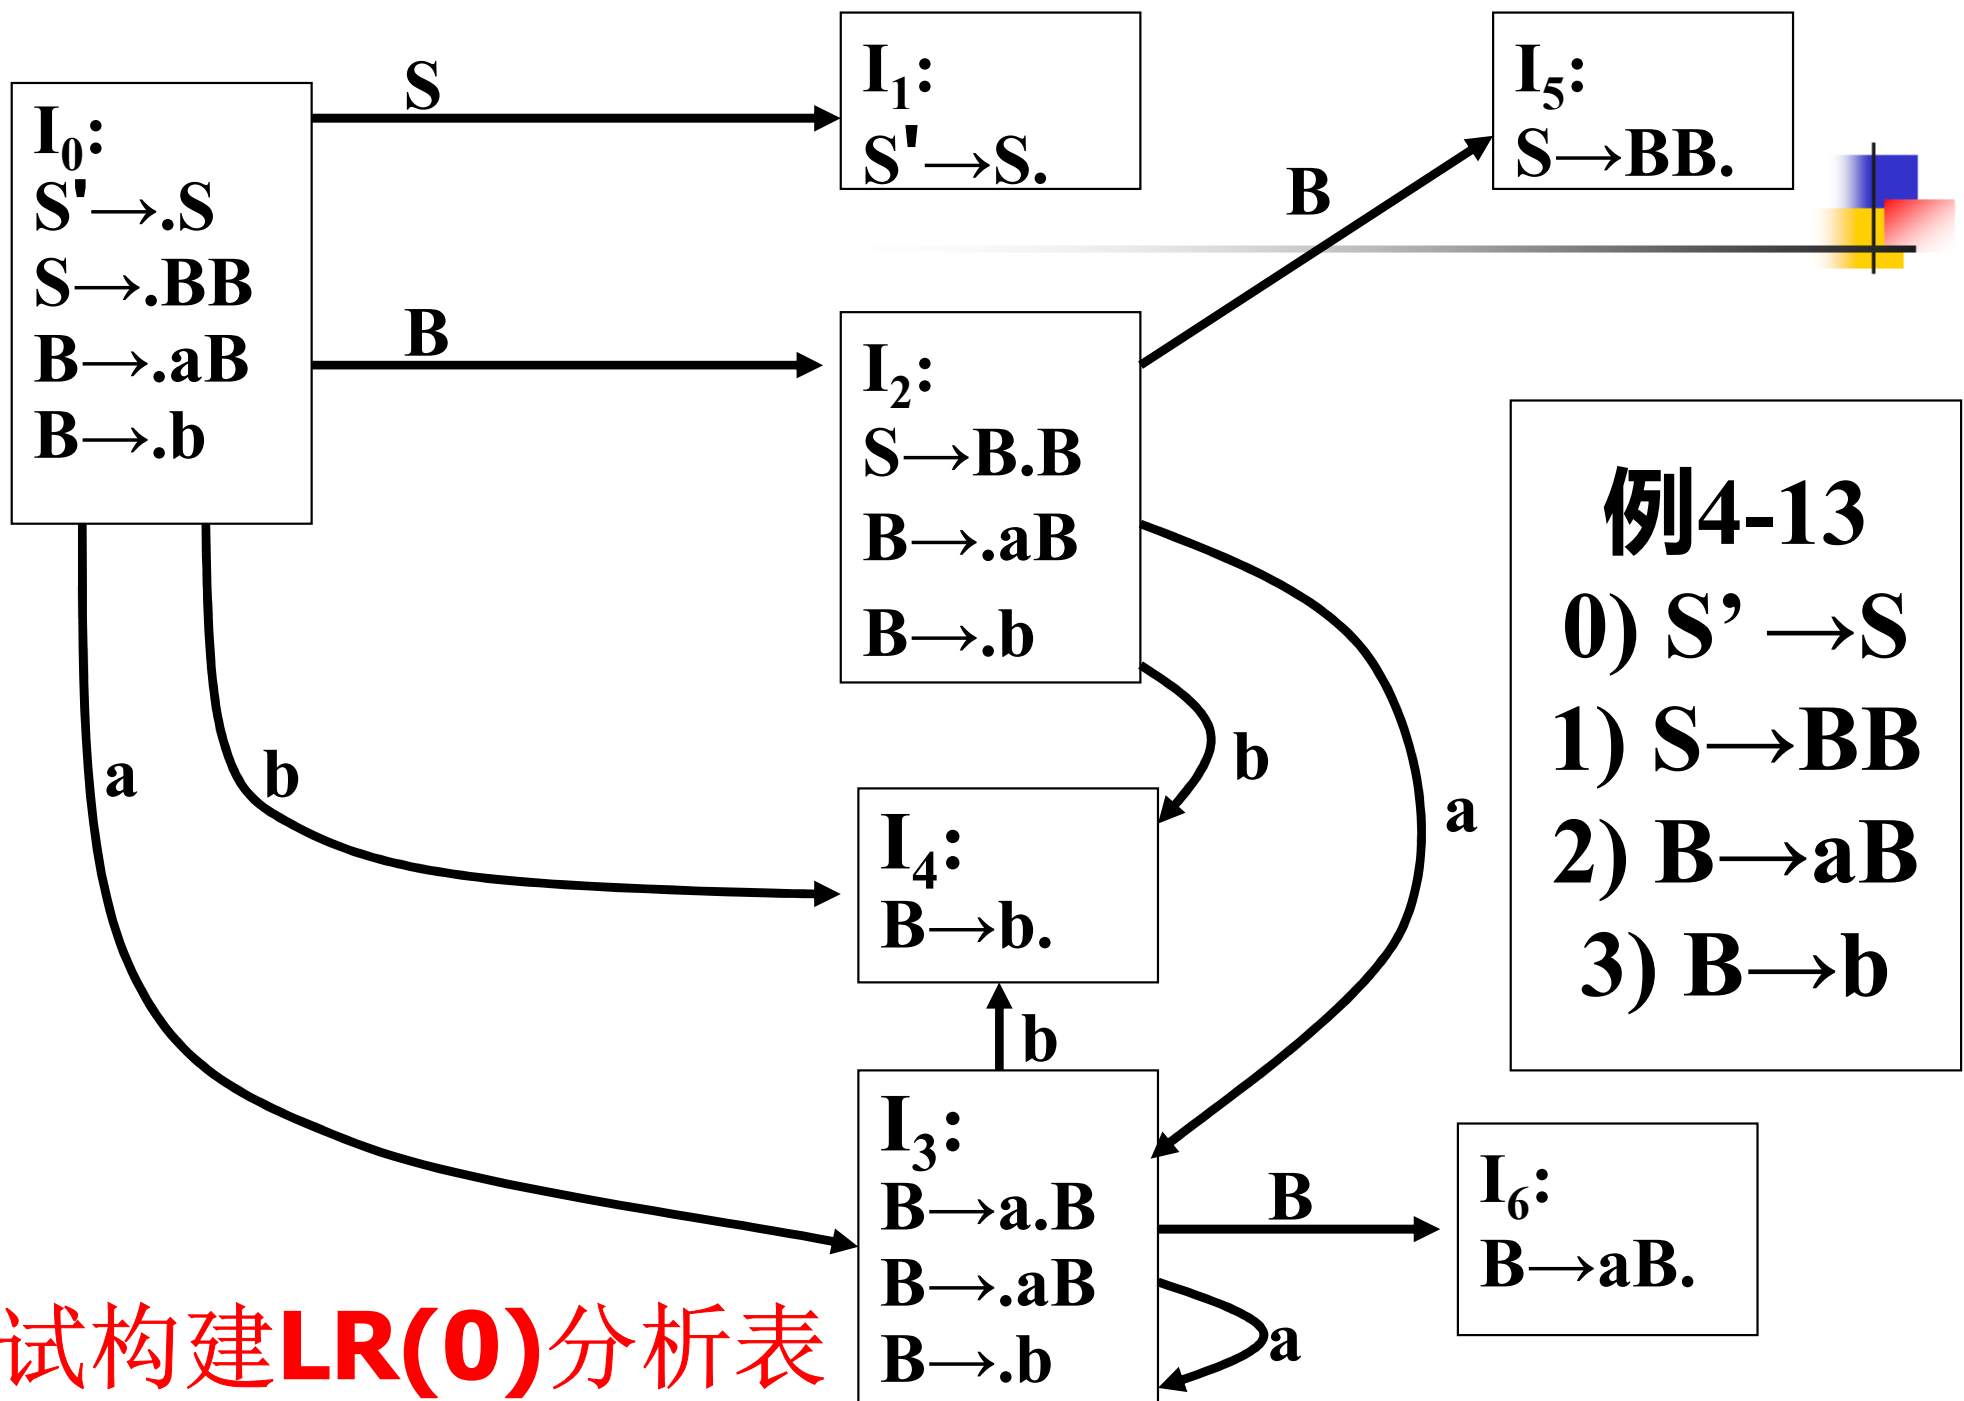 I0:
S'→.S
S→.BB
B→.aB
B→.b
S
I1:
S'→S.
B
I5:
S→BB.
B
I2:
S→B.B
B→.aB
B→.b
例4-13
0) S’ →S
1) S→BB
2) B→aB
3) B→b
a
b
b
a
I4:
B→b.
b
I3:
B→a.B
B→.aB
B→.b
B
a
I6:
B→aB.
试构建LR(0)分析表